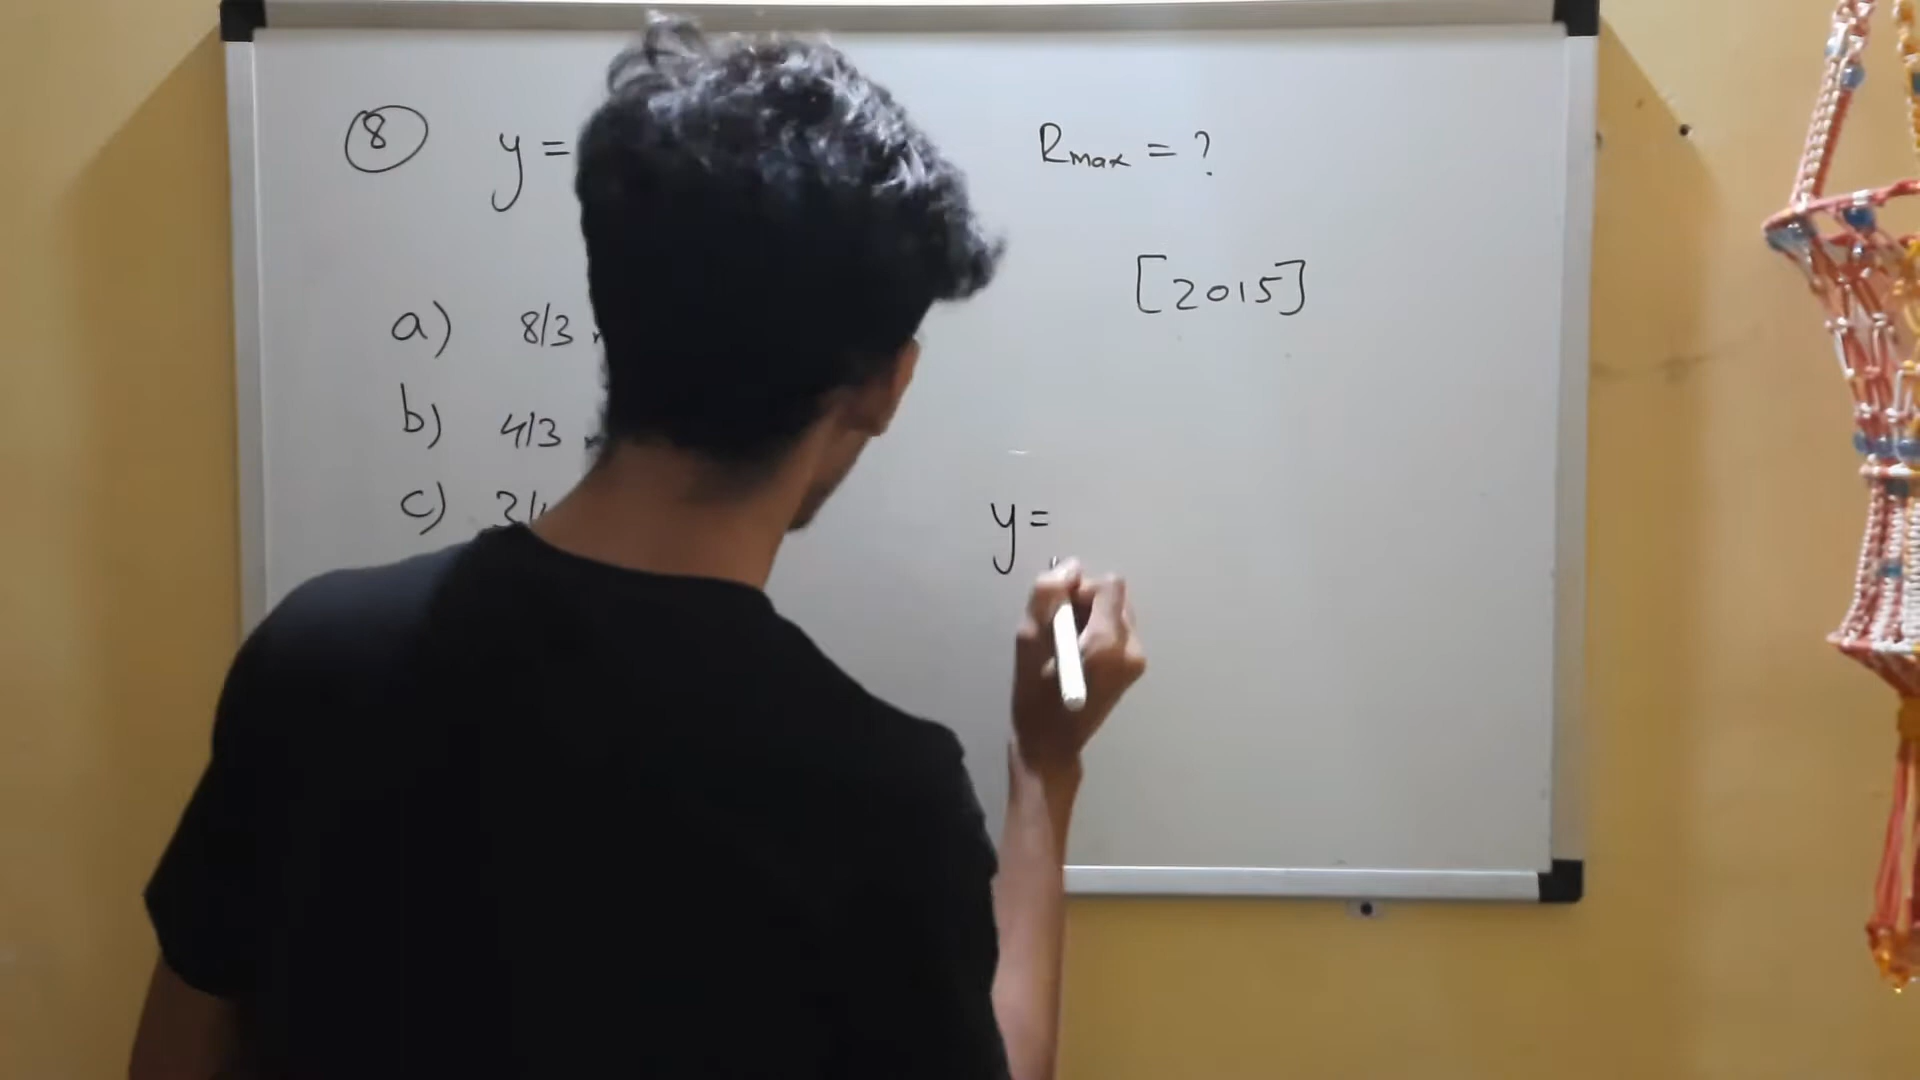 8 y = Rmax = ?
[2015]
a) 8/3
b) 4/3
c) 3/
y =